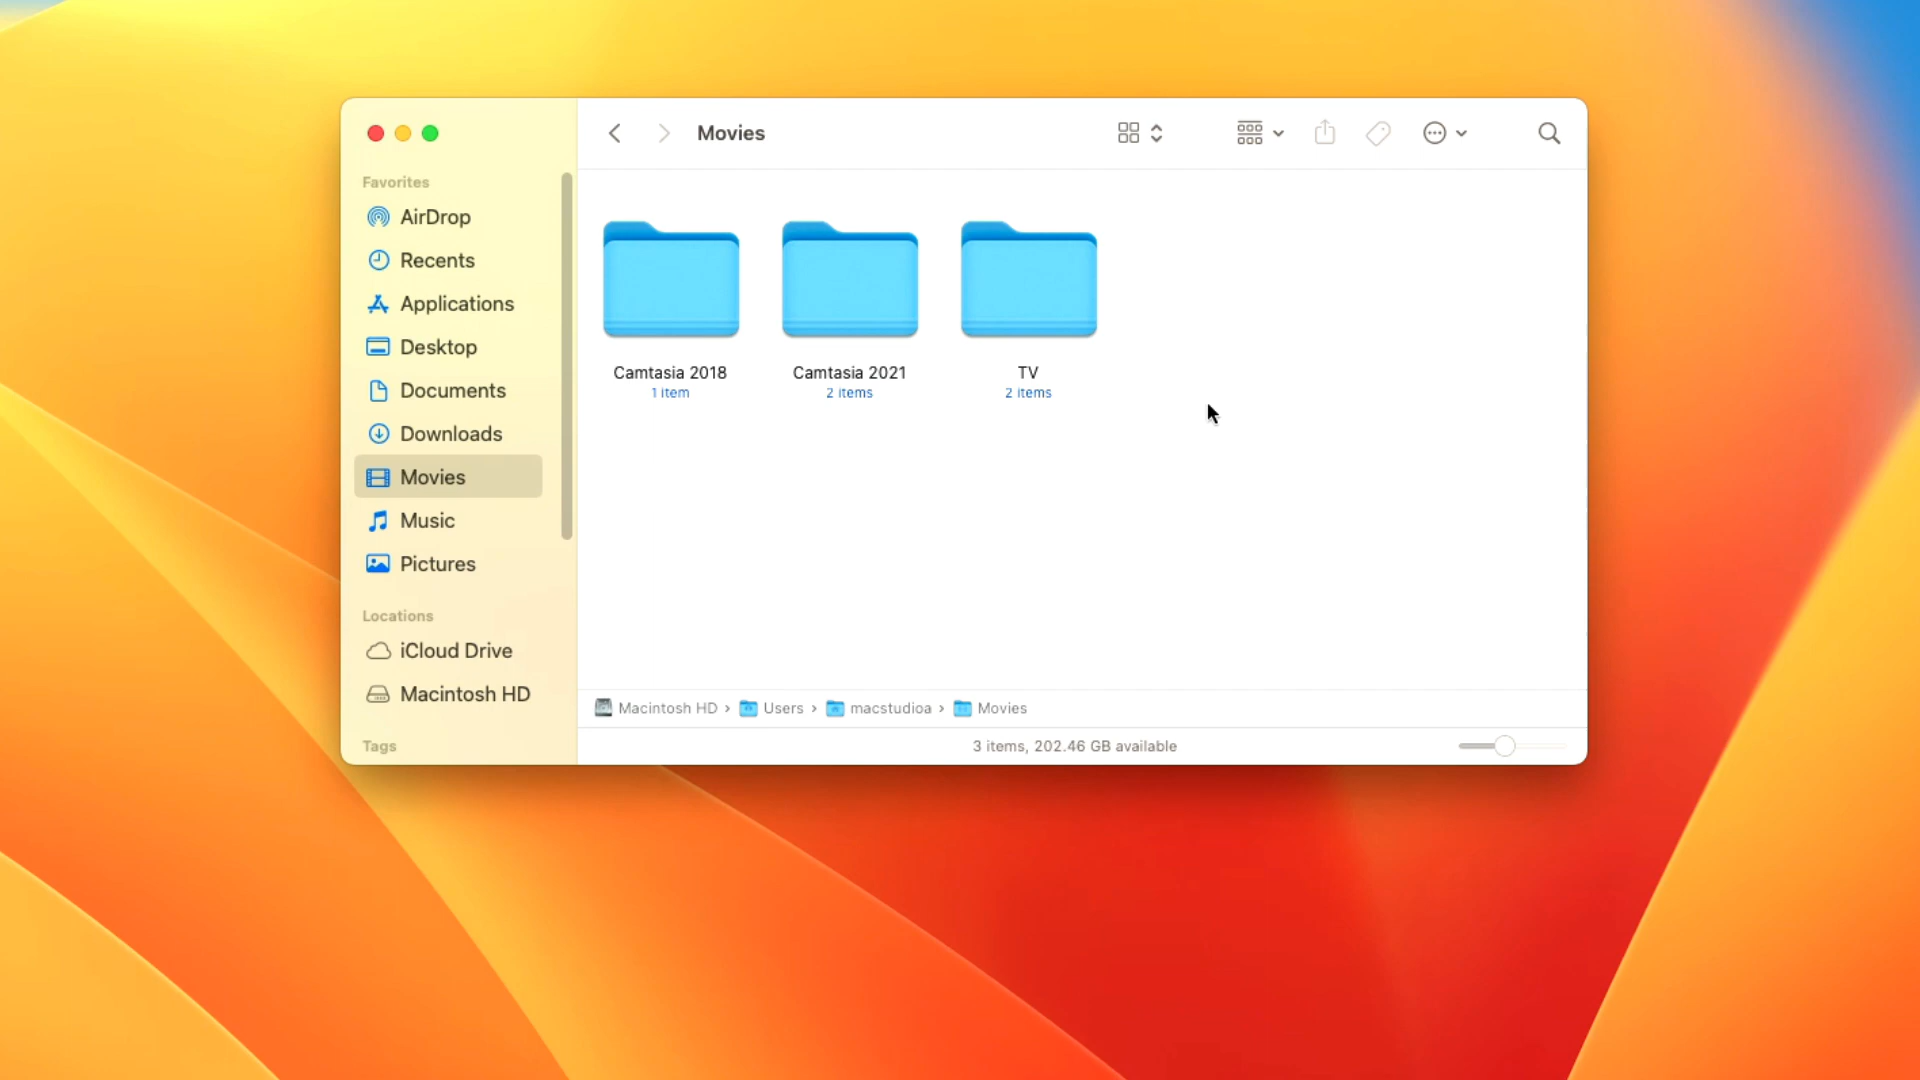 Movies
Favorites
AirDrop
Recents
Applications
Desktop
Documents
Downloads
Movies
Music
Pictures
Locations
iCloud Drive
Macintosh HD
Tags
Camtasia 2018
1 item
Camtasia 2021
2 items
TV
2 items
Macintosh HD › Users › macstudioa › Movies
3 items, 202.46 GB available